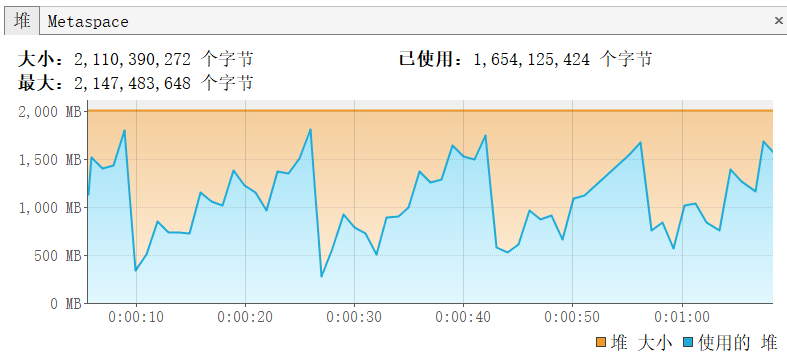 堆 Metaspace ×
大小: 2,110,390,272 个字节 已使用: 1,654,125,424 个字节
最大: 2,147,483,648 个字节
2,000 MB
1,500 MB
1,000 MB
500 MB
0 MB
0:00:10 0:00:20 0:00:30 0:00:40 0:00:50 0:01:00
堆 大小 使用的 堆